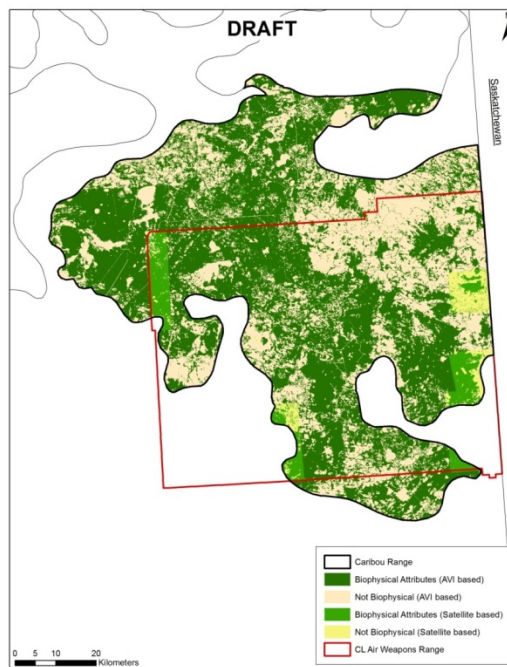 DRAFT
Saskatchewan
Caribou Range
Biophysical Attributes (AVI based)
Not Biophysical (AVI based)
Biophysical Attributes (Satellite based)
Not Biophysical (Satellite based)
CL Air Weapons Range
0 5 10 20
Kilometers